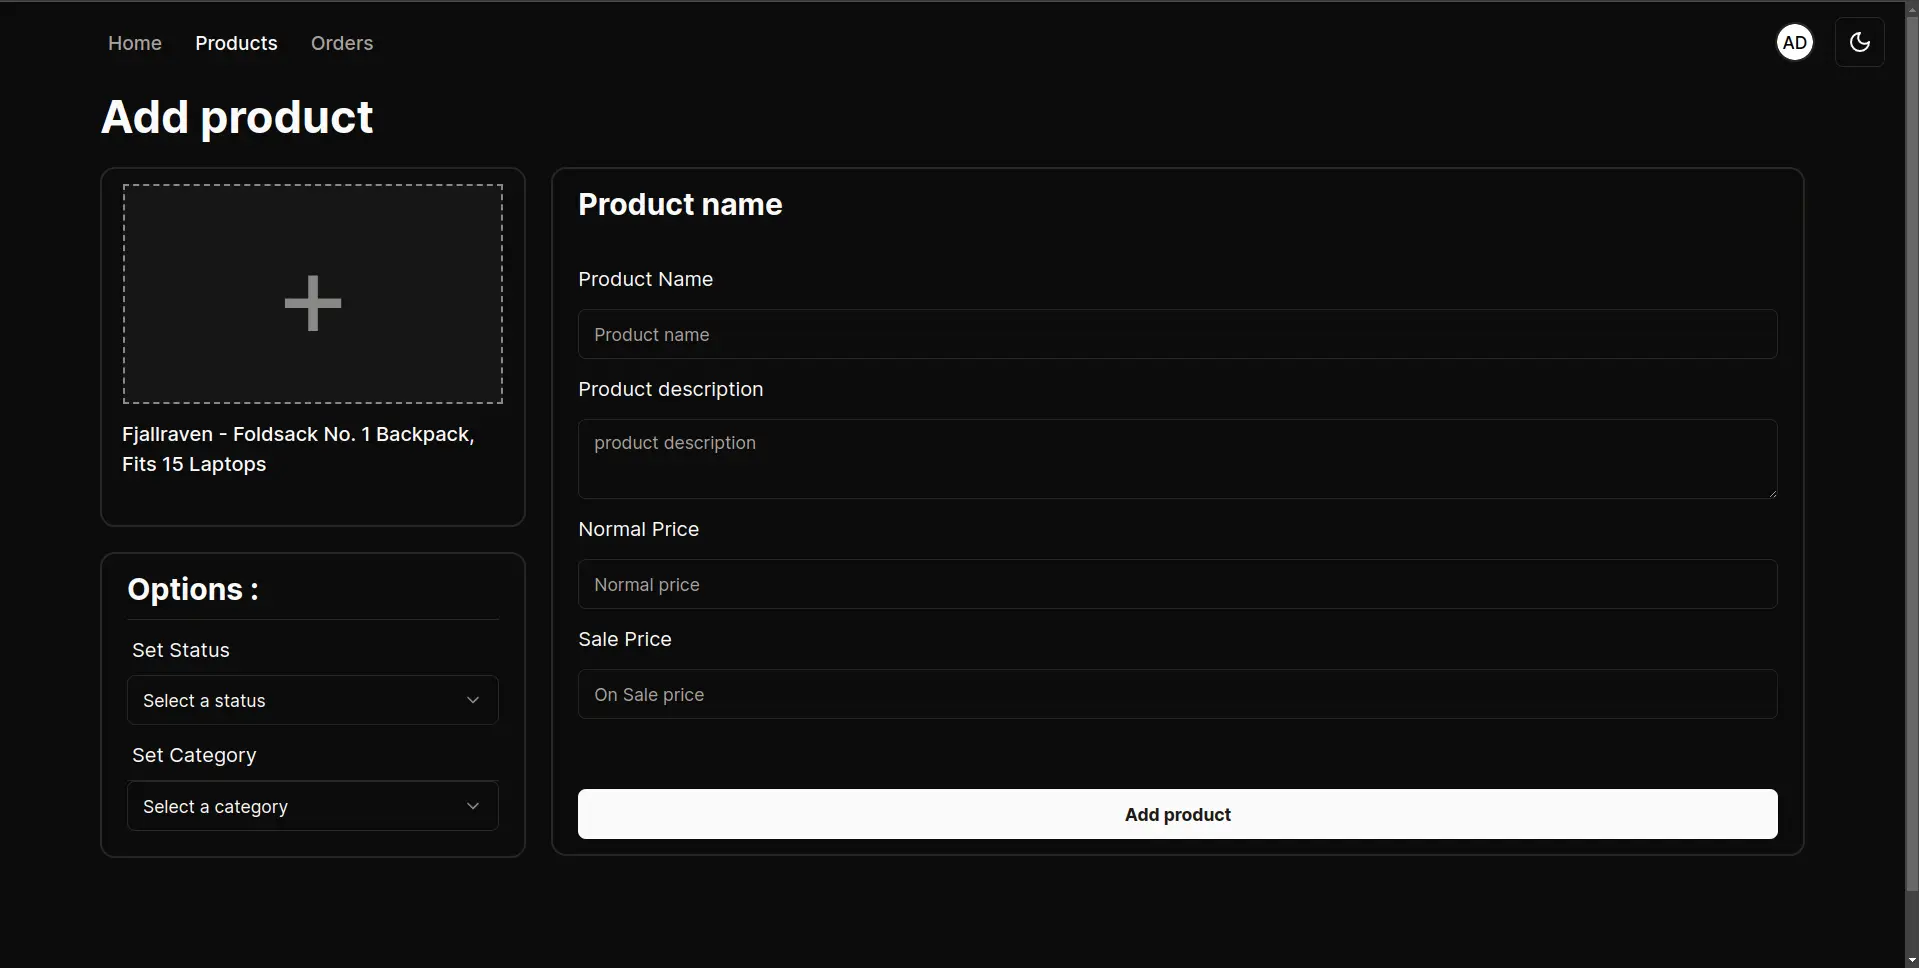 Home Products Orders AD
Add product
Fjallraven - Foldsack No. 1 Backpack,
Fits 15 Laptops
Options :
Set Status
Select a status
Set Category
Select a category
Product name
Product Name
Product name
Product description
product description
Normal Price
Normal price
Sale Price
On Sale price
Add product